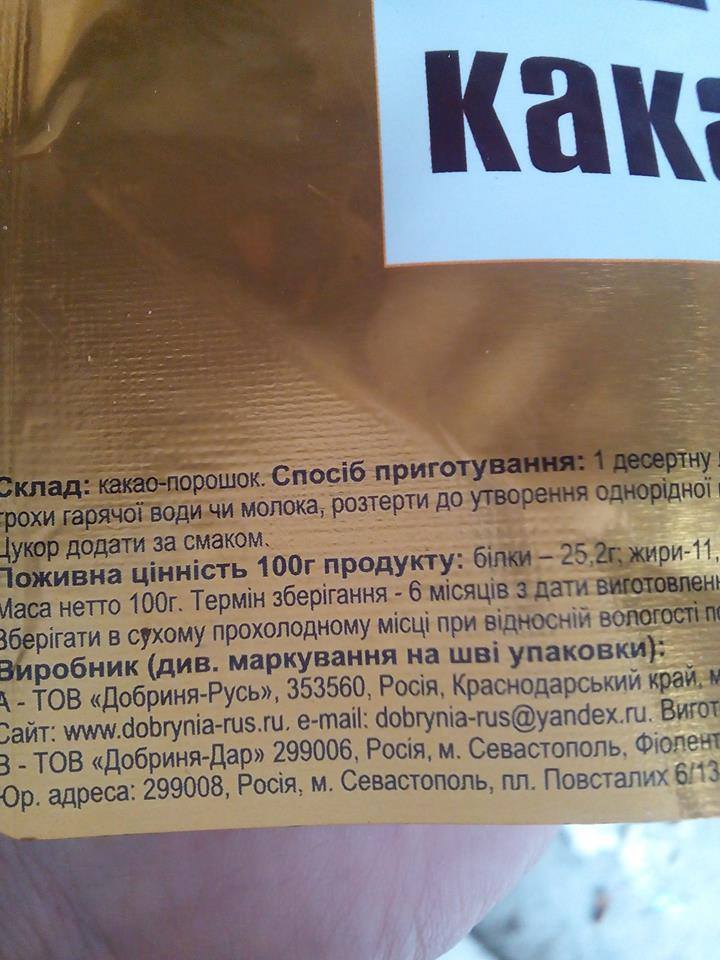 кака
Склад: какао-порошок. Спосіб приготування: 1 десертну
трохи гарячої води чи молока, розтерти до утворення однорідної
Цукор додати за смаком.
Поживна цінність 100г продукту: білки – 25,2г; жири-11,
Маса нетто 100г. Термін зберігання - 6 місяців з дати виготовленн
Зберігати в сухому прохолодному місці при відносній вологості
Виробник (див. маркування на шві упаковки):
А - ТОВ «Добриня-Русь», 353560, Росія, Краснодарський край, м
Сайт: www.dobrynia-rus.ru. e-mail: dobrynia-rus@yandex.ru. Вигот
В - ТОВ «Добриня-Дар» 299006, Росія, м. Севастополь, Фіолент
Юр. адреса: 299008, Росія, м. Севастополь, пл. Повсталих 6/13